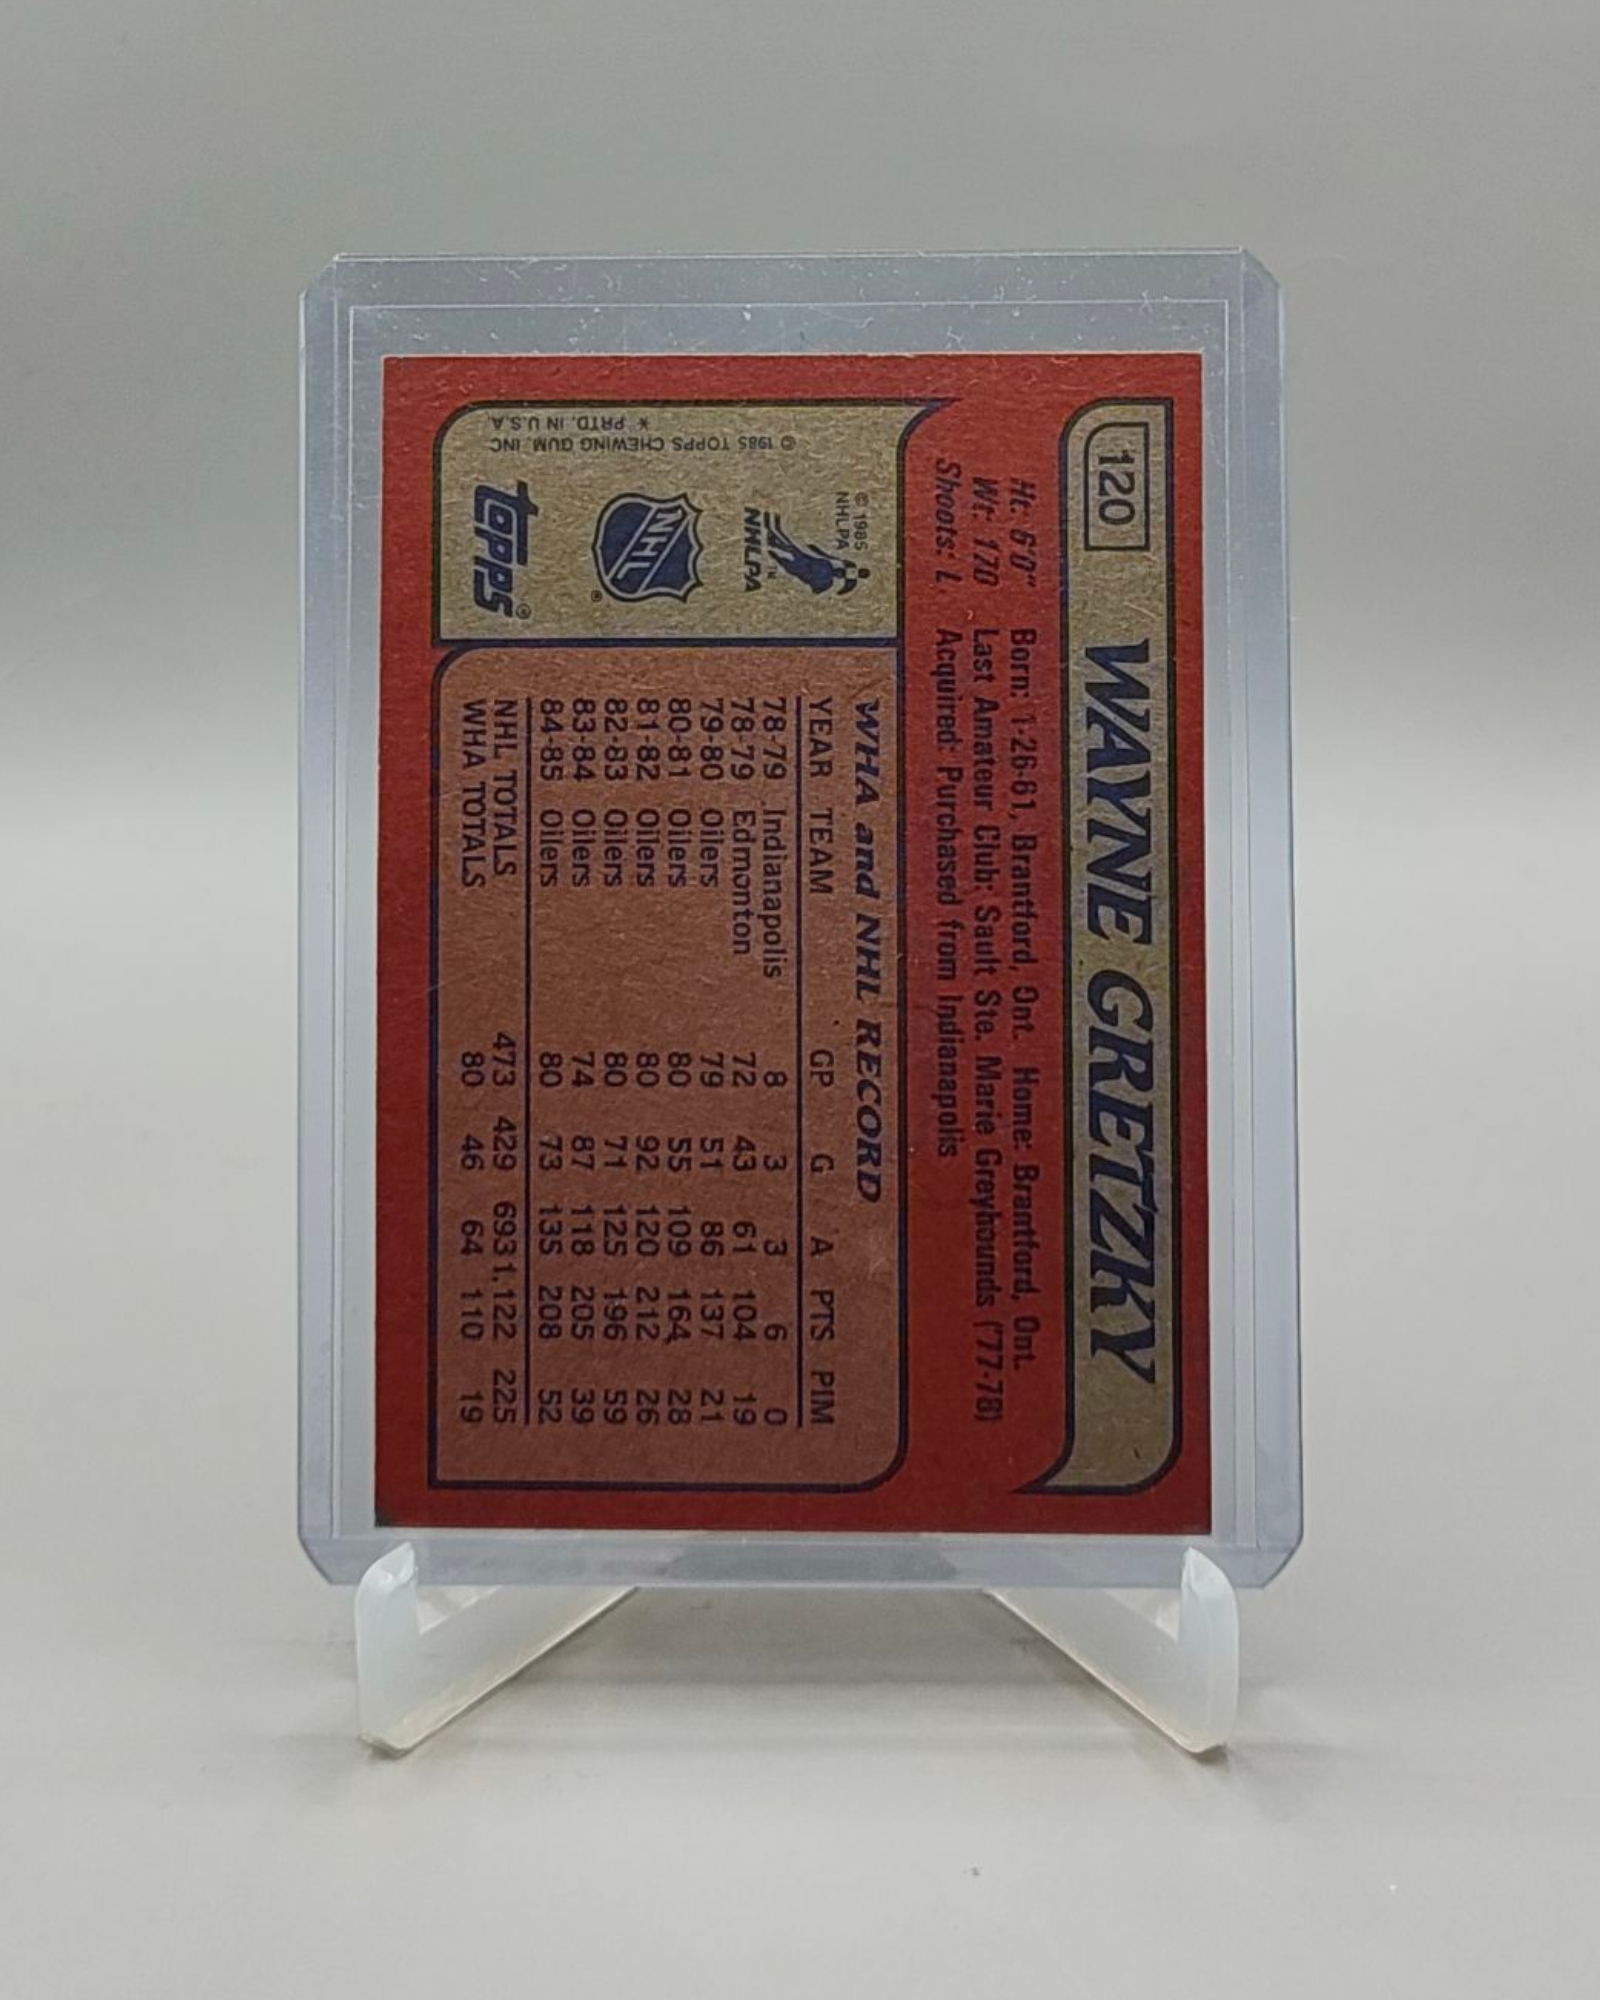 120 WAYNE GRETZKY
Ht: 6'0" Born: 1-26-61, Brantford, Ont. Home: Brantford, Ont.
Wt: 170 Last Amateur Club: Sault Ste. Marie Greyhounds ('77-78)
Shoots: L Acquired: Purchased from Indianapolis
© 1985
NHLPA
NHLPA™
NHL®
topps®
© 1985 TOPPS CHEWING GUM, INC
* PRTD. IN U.S.A.
WHA and NHL RECORD
YEAR TEAM GP G A PTS PIM
78-79 Indianapolis 8 3 3 6 0
78-79 Edmonton 72 43 61 104 19
79-80 Oilers 79 51 86 137 21
80-81 Oilers 80 55 109 164 28
81-82 Oilers 80 92 120 212 26
82-83 Oilers 80 71 125 196 59
83-84 Oilers 74 87 118 205 39
84-85 Oilers 80 73 135 208 52
NHL TOTALS 473 429 693 1,122 225
WHA TOTALS 80 46 64 110 19